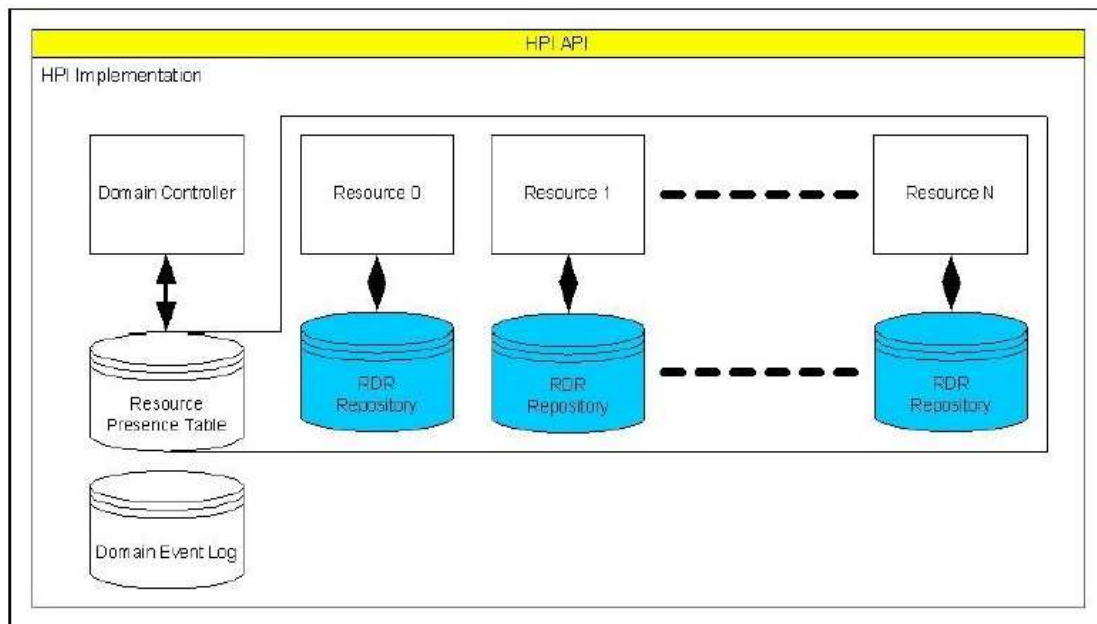 HPI API
HPI Implementation
Domain Controller
Resource 0
Resource 1
Resource N
Resource
Presence Table
RDR
Repository
RDR
Repository
RDR
Repository
Domain Event Log